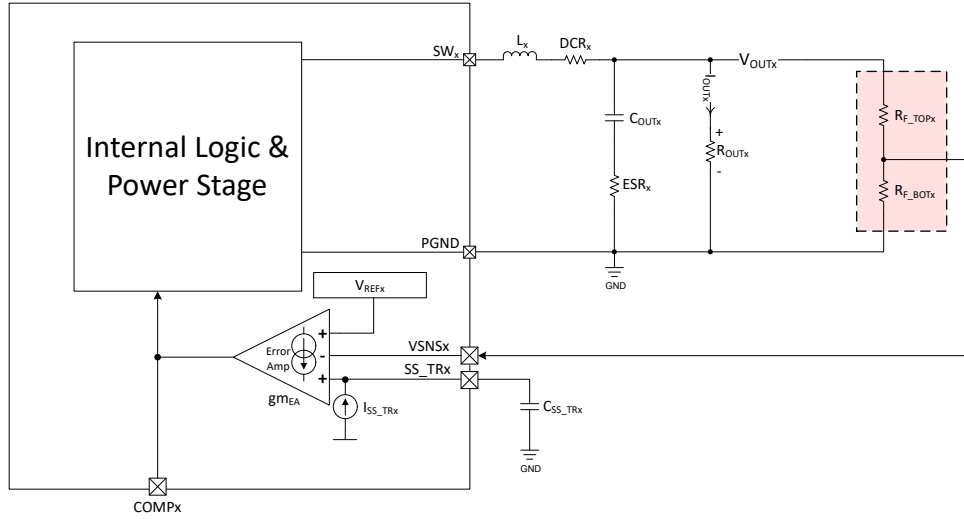 SWx
Lx
DCRx
VOUTx
IOUTx
COUTx
+
ROUTx
-
RF_TOPx
Internal Logic &
Power Stage
ESRx
RF_BOTx
PGND
GND
VREFx
+
VSNSx
Error
Amp
-
SS_TRx
+
gmEA
ISS_TRx
CSS_TRx
GND
COMPx